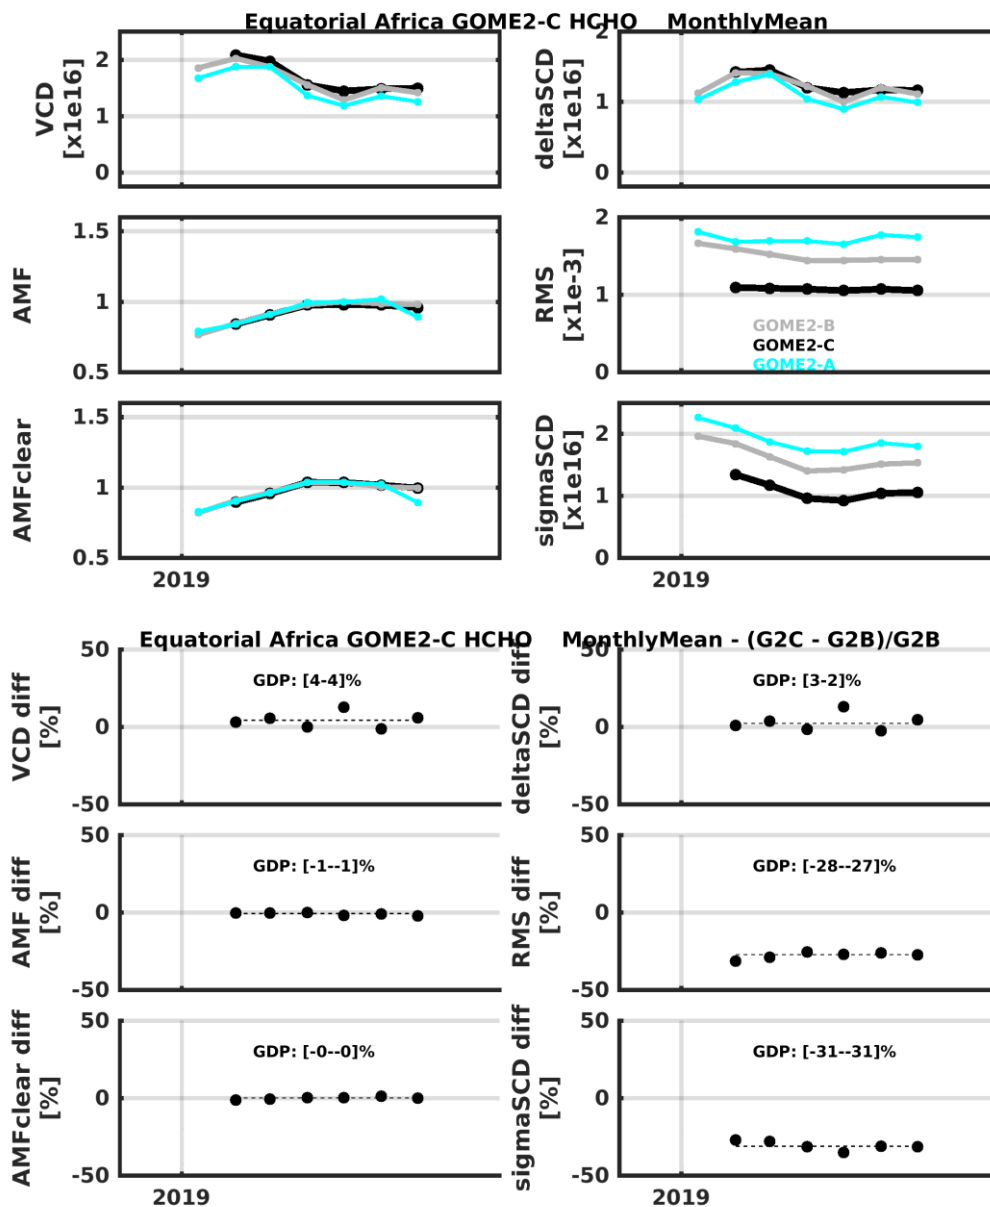 Equatorial Africa GOME2-C HCHO    MonthlyMean
VCD
[x1e16]
2
1
0
deltaSCD
[x1e16]
2
1
0
AMF
1.5
1
0.5
RMS
[x1e-3]
2
1
0
GOME2-B
GOME2-C
GOME2-A
AMFclear
1.5
1
0.5
2019
sigmaSCD
[x1e16]
2
1
0
2019
Equatorial Africa GOME2-C HCHO    MonthlyMean - (G2C - G2B)/G2B
VCD diff
[%]
50
0
-50
GDP: [4-4]%
deltaSCD diff
[%]
50
0
-50
GDP: [3-2]%
AMF diff
[%]
50
0
-50
GDP: [-1--1]%
RMS diff
[%]
50
0
-50
GDP: [-28--27]%
AMFclear diff
[%]
50
0
-50
GDP: [-0--0]%
2019
sigmaSCD diff
[%]
50
0
-50
GDP: [-31--31]%
2019